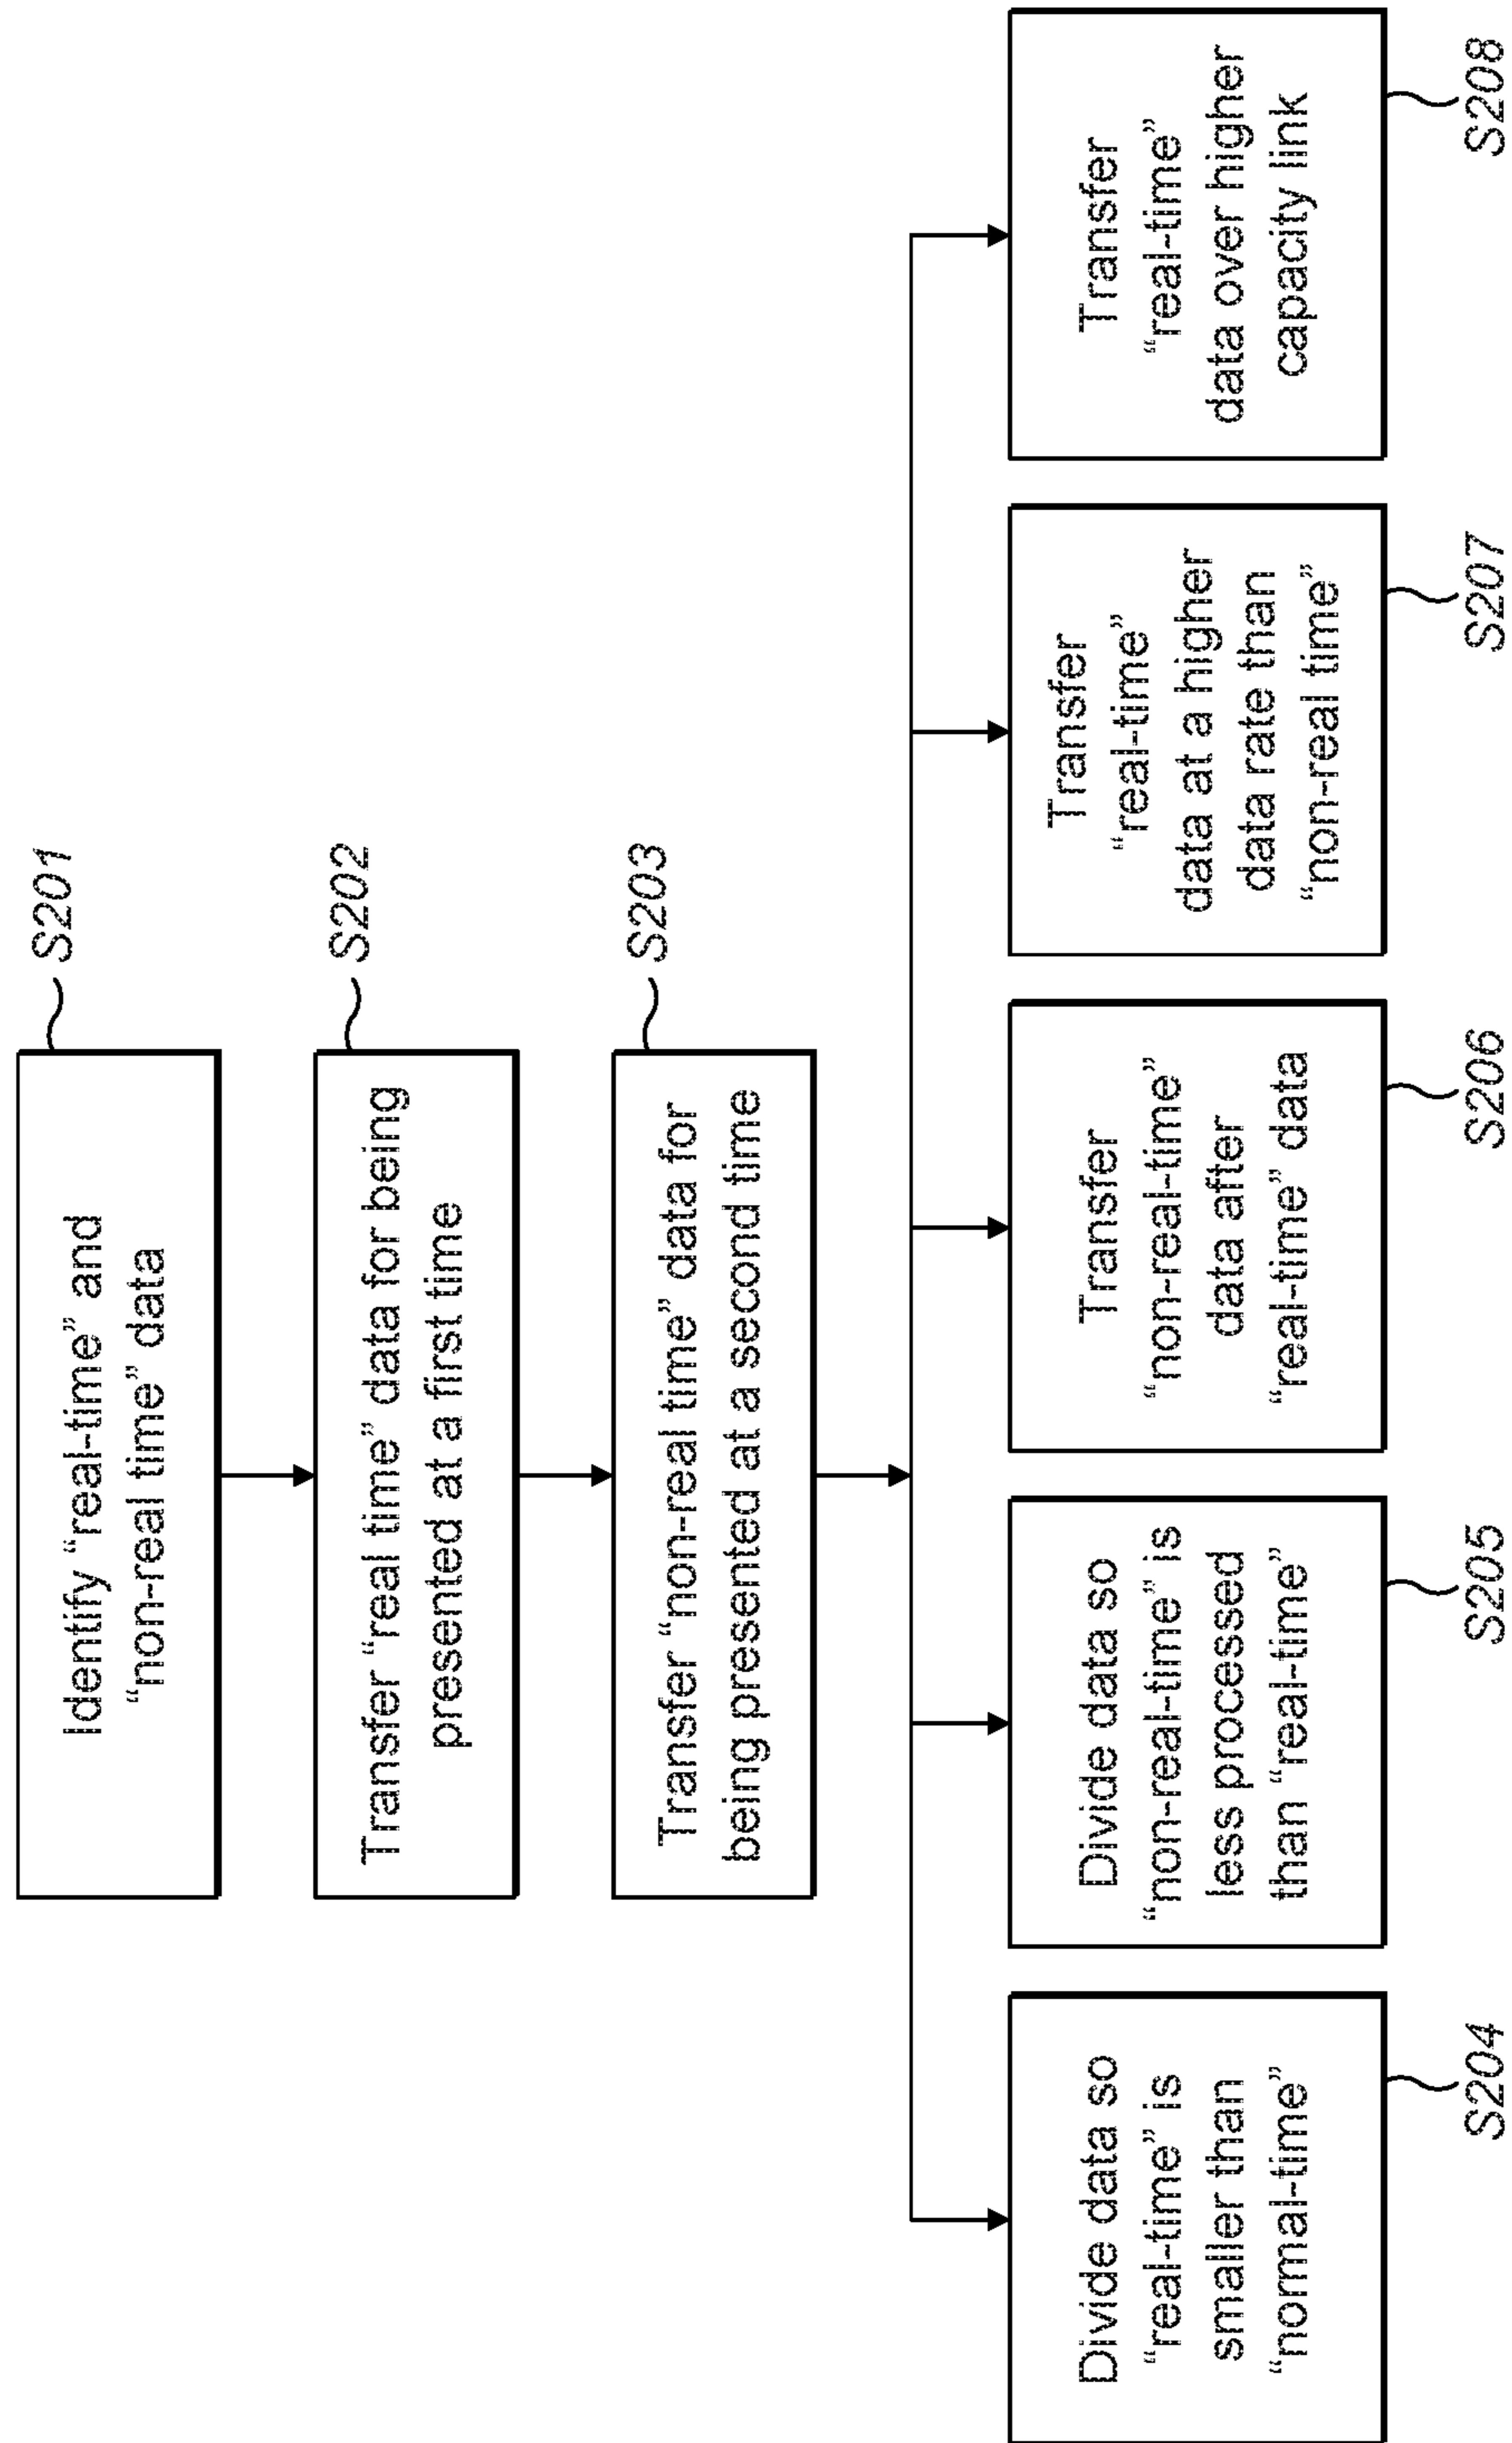 Identify “real-time” and
“non-real time” data
S201
Transfer “real time” data for being
presented at a first time
S202
Transfer “non-real time” data for
being presented at a second time
S203
Divide data so
“real-time” is
smaller than
“normal-time”
S204
Divide data so
“non-real-time” is
less processed
than “real-time”
S205
Transfer
“non-real-time”
data after
“real-time” data
S206
Transfer
“real-time”
data at a higher
data rate than
“non-real time”
S207
Transfer
“real-time”
data over higher
capacity link
S208